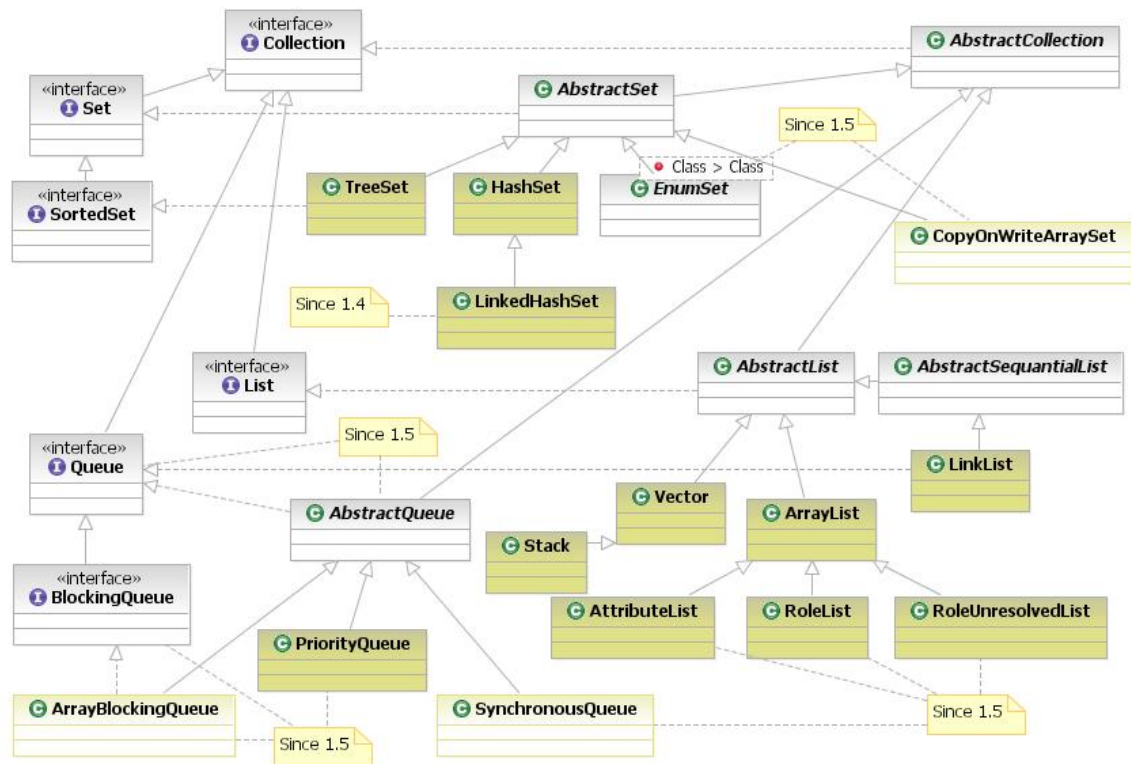 «interface»
Collection
AbstractCollection
«interface»
Set
AbstractSet
Since 1.5
Class > Class
«interface»
SortedSet
TreeSet
HashSet
EnumSet
CopyOnWriteArraySet
Since 1.4
LinkedHashSet
«interface»
List
AbstractList
AbstractSequantialList
Since 1.5
«interface»
Queue
LinkList
AbstractQueue
Vector
ArrayList
Stack
«interface»
BlockingQueue
AttributeList
RoleList
RoleUnresolvedList
PriorityQueue
ArrayBlockingQueue
SynchronousQueue
Since 1.5
Since 1.5